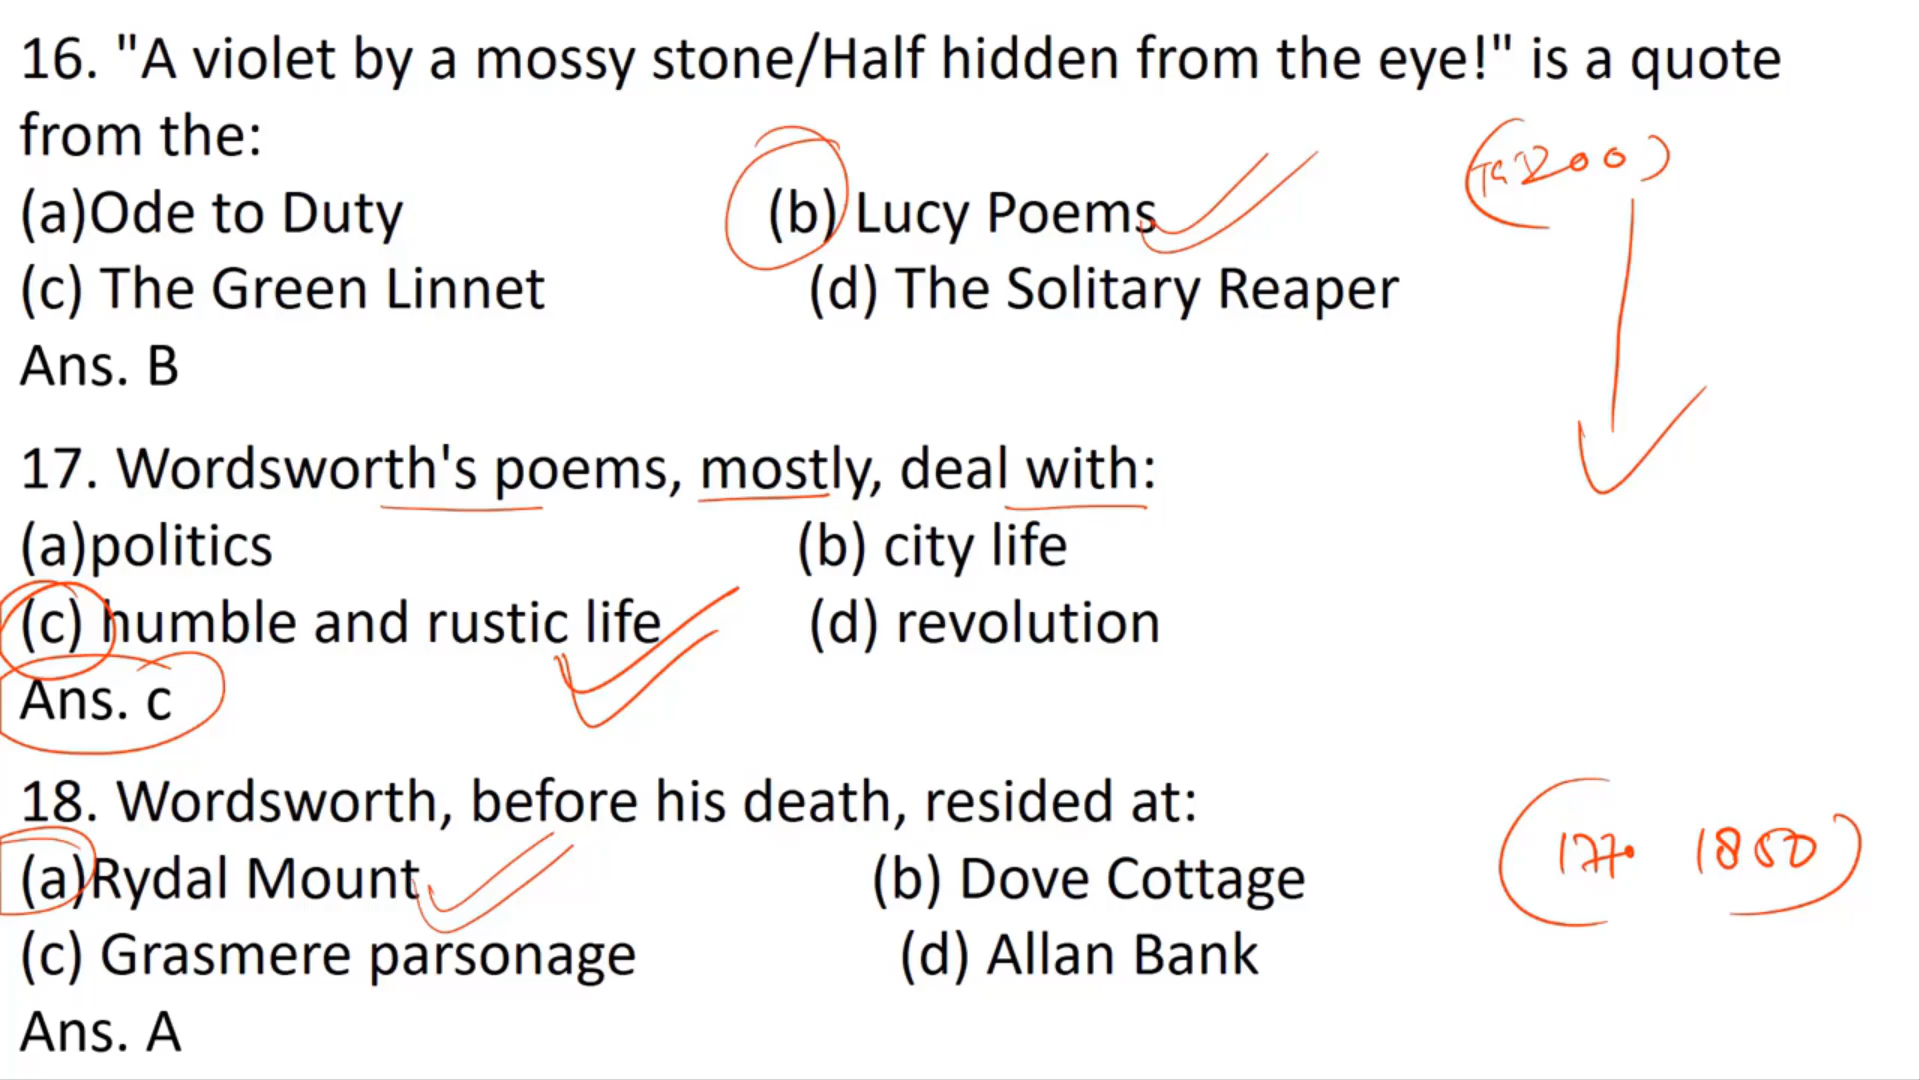 16. "A violet by a mossy stone/Half hidden from the eye!" is a quote
from the:
(a)Ode to Duty (b) Lucy Poems
(c) The Green Linnet (d) The Solitary Reaper
Ans. B
17. Wordsworth's poems, mostly, deal with:
(a)politics (b) city life
(c) humble and rustic life (d) revolution
Ans. c
18. Wordsworth, before his death, resided at:
(a)Rydal Mount (b) Dove Cottage
1770 1850
(c) Grasmere parsonage (d) Allan Bank
Ans. A